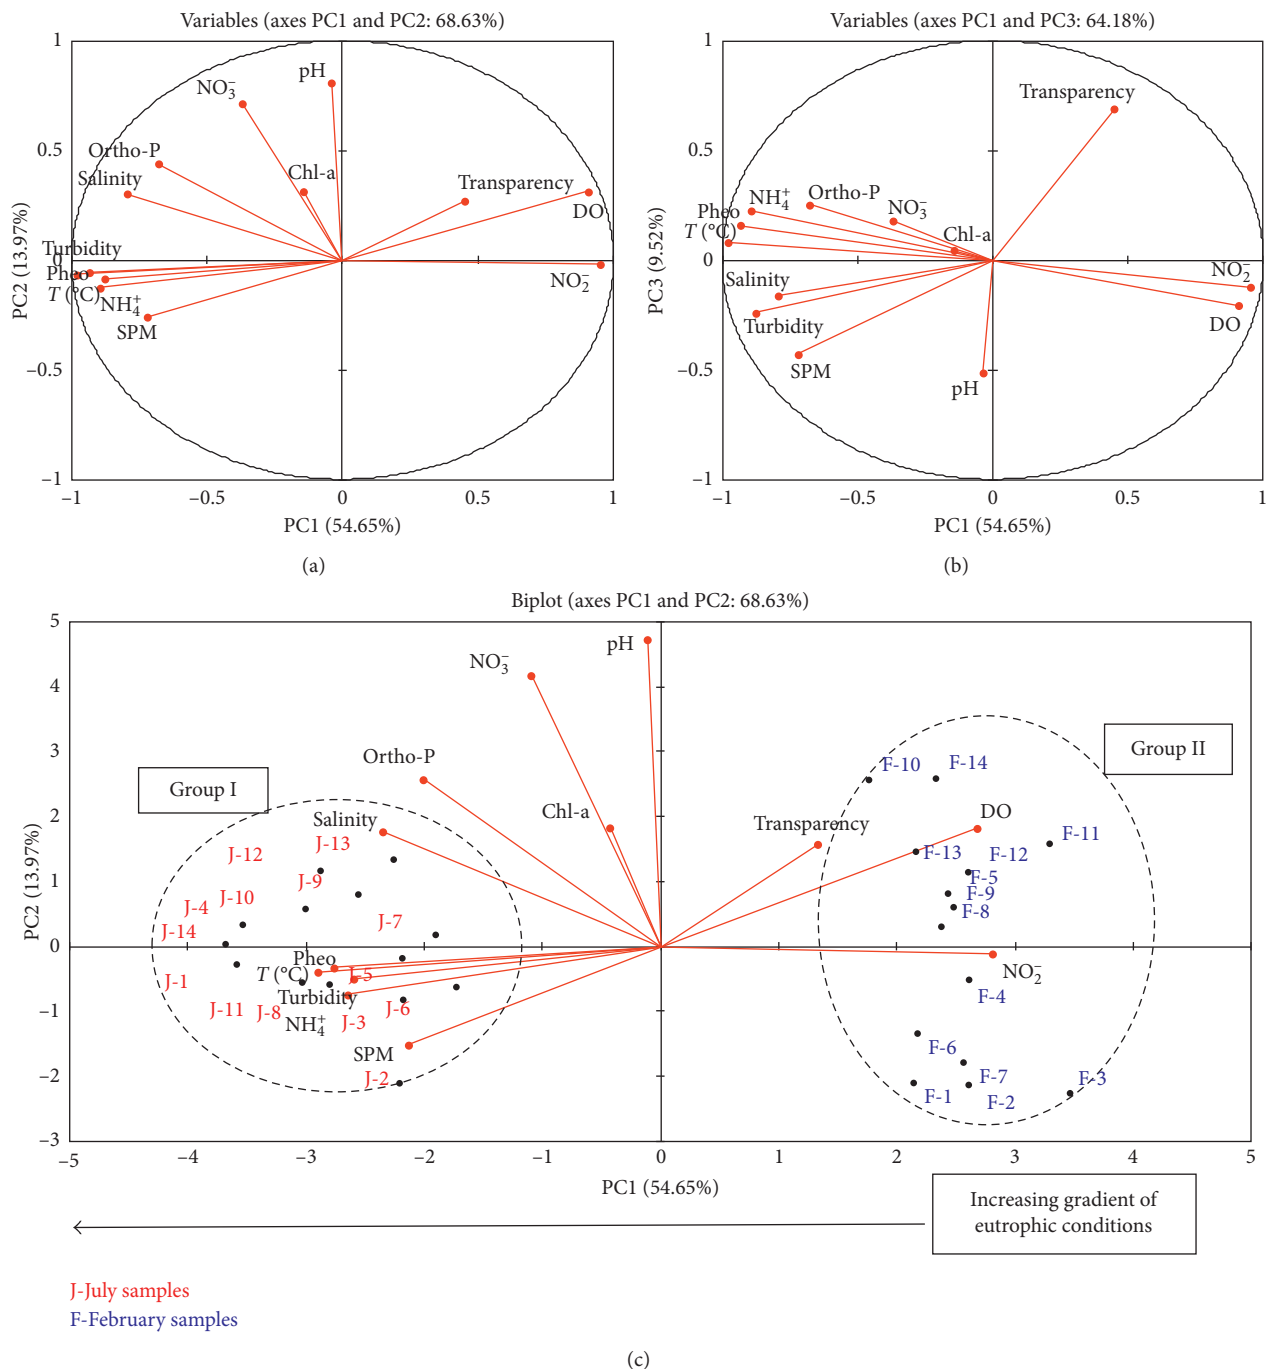 Variables (axes PC1 and PC2: 68.63%)
1
0.5
0
−0.5
−1
−1
−0.5
0
0.5
1
PC2 (13.97%)
PC1 (54.65%)
pH
NO3−
Ortho-P
Chl-a
Salinity
Transparency
DO
Turbidity
Pheo
T (°C)
NH4+
NO2−
SPM
(a)
Variables (axes PC1 and PC3: 64.18%)
1
0.5
0
−0.5
−1
−1
−0.5
0
0.5
1
PC3 (9.52%)
PC1 (54.65%)
Transparency
NH4+
Ortho-P
Pheo
NO3−
T (°C)
Chl-a
Salinity
NO2−
Turbidity
DO
SPM
pH
(b)
Biplot (axes PC1 and PC2: 68.63%)
5
4
3
2
1
0
−1
−2
−3
−5
−4
−3
−2
−1
0
1
2
3
4
5
PC2 (13.97%)
PC1 (54.65%)
pH
NO3−
Ortho-P
Group I
Group II
F-10
F-14
Salinity
Chl-a
Transparency
DO
F-11
J-12
J-13
F-13
F-12
J-9
F-5
J-10
F-9
J-4
J-7
F-8
J-14
Pheo
T (°C)
J-5
NO2−
J-1
Turbidity
F-4
J-11
J-8
NH4+
J-3
J-6
SPM
F-6
J-2
F-7
F-3
F-1
F-2
Increasing gradient of
eutrophic conditions
J-July samples
F-February samples
(c)